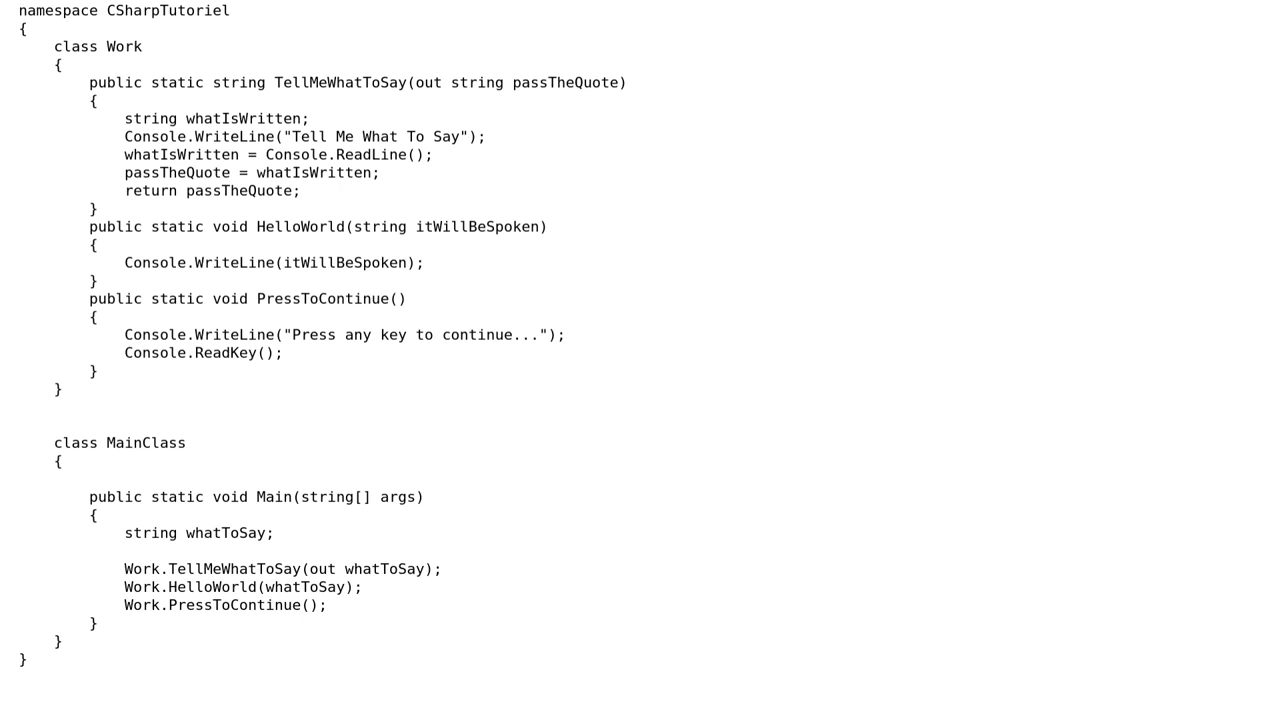 namespace CSharpTutoriel
{
    class Work
    {
        public static string TellMeWhatToSay(out string passTheQuote)
        {
            string whatIsWritten;
            Console.WriteLine("Tell Me What To Say");
            whatIsWritten = Console.ReadLine();
            passTheQuote = whatIsWritten;
            return passTheQuote;
        }
        public static void HelloWorld(string itWillBeSpoken)
        {
            Console.WriteLine(itWillBeSpoken);
        }
        public static void PressToContinue()
        {
            Console.WriteLine("Press any key to continue...");
            Console.ReadKey();
        }
    }
    class MainClass
    {
        public static void Main(string[] args)
        {
            string whatToSay;
            Work.TellMeWhatToSay(out whatToSay);
            Work.HelloWorld(whatToSay);
            Work.PressToContinue();
        }
    }
}